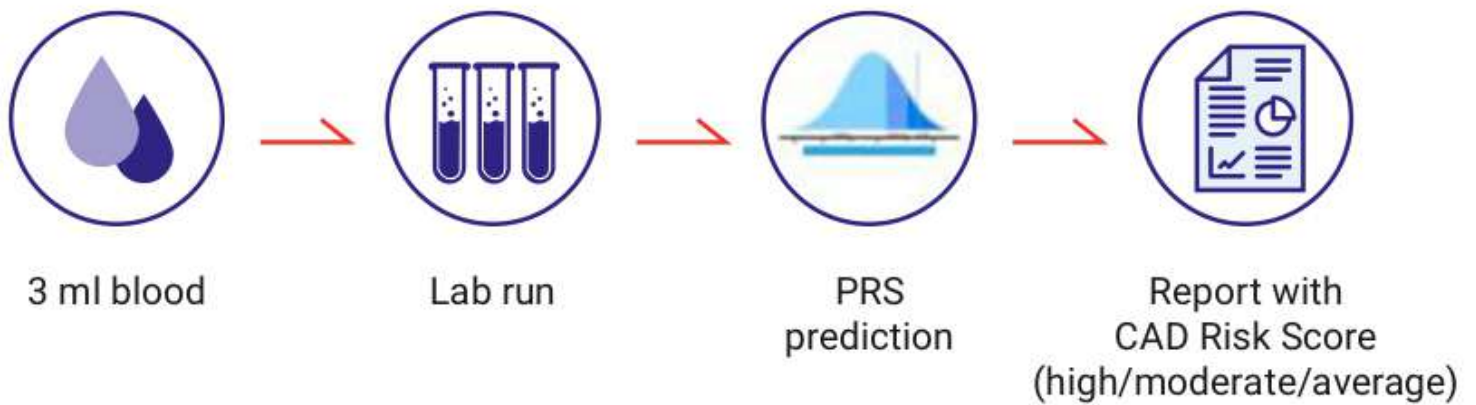 3 ml blood
Lab run
PRS
prediction
Report with
CAD Risk Score
(high/moderate/average)